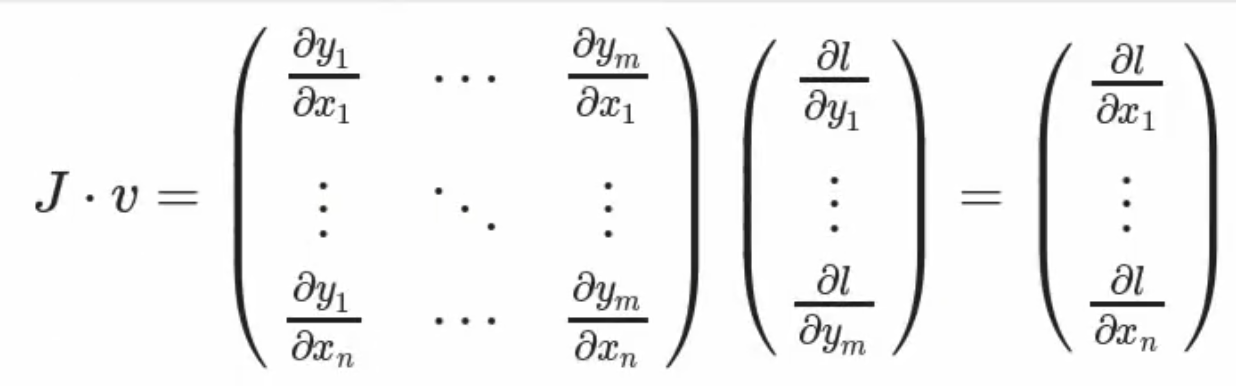 $$J \cdot v = \begin{pmatrix} \frac{\partial y_1}{\partial x_1} & \cdots & \frac{\partial y_m}{\partial x_1} \\ \vdots & \ddots & \vdots \\ \frac{\partial y_1}{\partial x_n} & \cdots & \frac{\partial y_m}{\partial x_n} \end{pmatrix} \begin{pmatrix} \frac{\partial l}{\partial y_1} \\ \vdots \\ \frac{\partial l}{\partial y_m} \end{pmatrix} = \begin{pmatrix} \frac{\partial l}{\partial x_1} \\ \vdots \\ \frac{\partial l}{\partial x_n} \end{pmatrix}$$